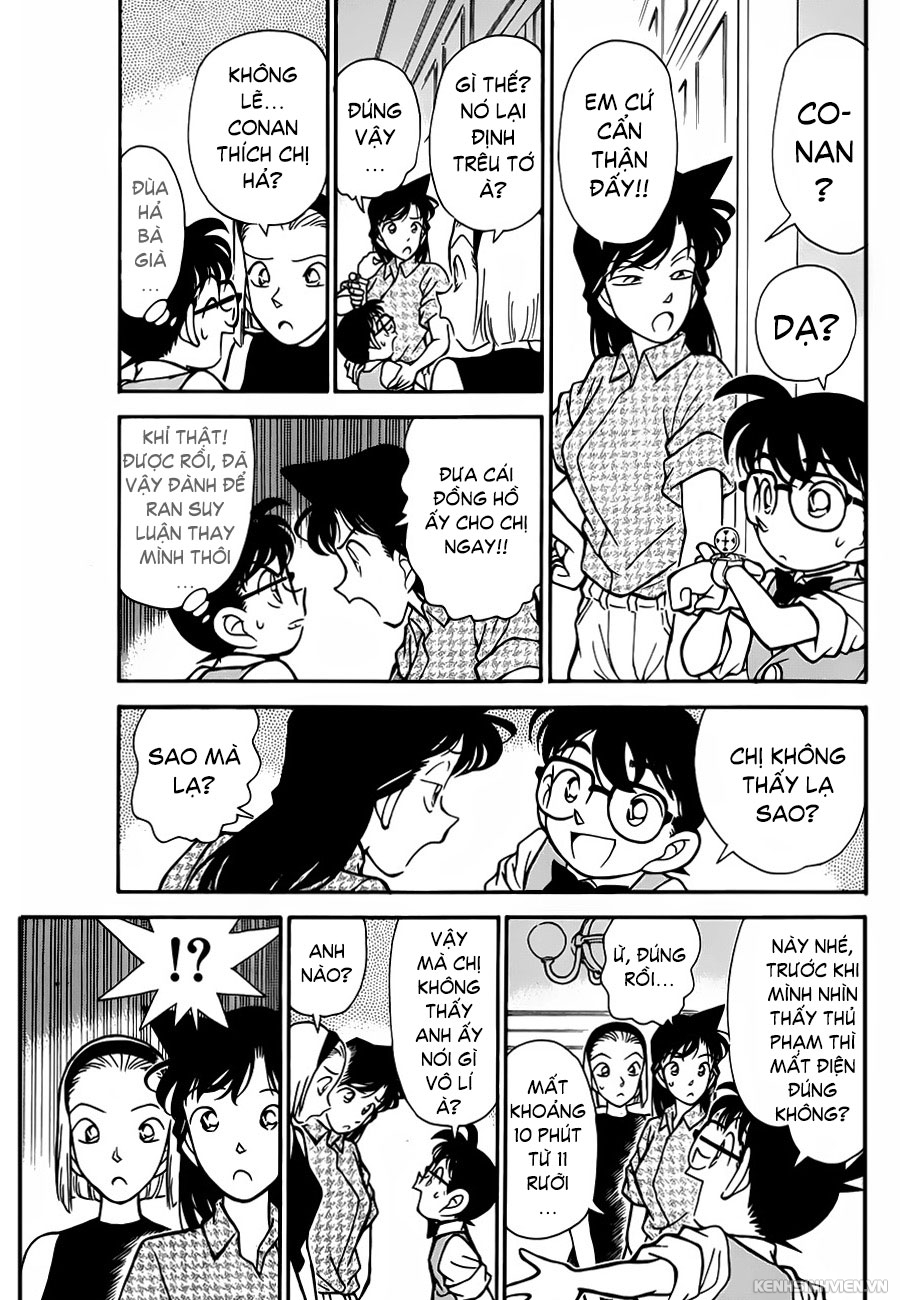 CO-
NAN
?
DẠ?
EM CỨ
CẨN
THẬN
ĐẤY!!
GÌ THẾ?
NÓ LẠI
ĐỊNH
TRÊU TỚ
À?
ĐÚNG
VẬY
...
KHÔNG
LẼ...
CONAN
THÍCH CHỊ
HẢ?
ĐÙA
HẢ
BÀ
GIÀ
...
ĐƯA CÁI
ĐỒNG HỒ
ẤY CHO CHỊ
NGAY!!
KHỈ THẬT!
ĐƯỢC RỒI, ĐÃ
VẬY ĐÀNH ĐỂ
RAN SUY
LUẬN THAY
MÌNH THÔI
...
CHỊ KHÔNG
THẤY LẠ
SAO?
SAO MÀ
LẠ?
NÀY NHÉ,
TRƯỚC KHI
MÌNH NHÌN
THẤY THỦ
PHẠM THÌ
MẤT ĐIỆN
ĐÚNG
KHÔNG?
Ừ, ĐÚNG
RỒI...
MẤT
KHOẢNG
10 PHÚT
TỪ 11
RƯỠI
...
VẬY
MÀ CHỊ
KHÔNG
THẤY
ANH ẤY
NÓI GÌ
VÔ LÍ
À?
ANH
NÀO?
!?
KENHSINHVIEN.VN